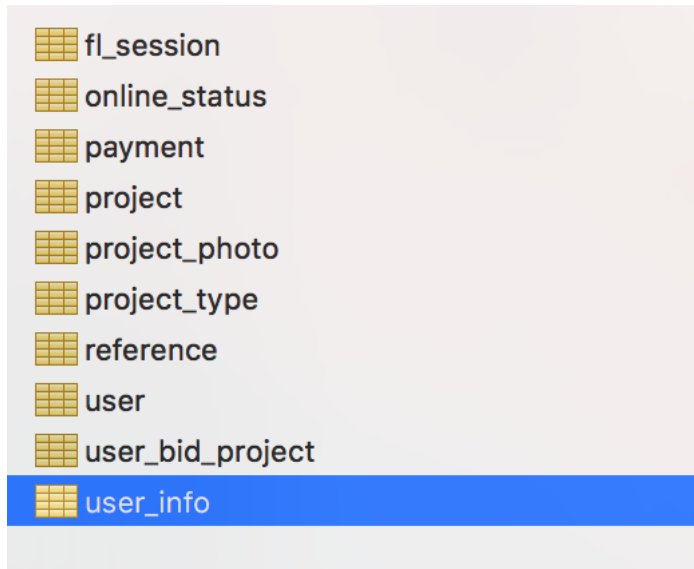 fl_session
online_status
payment
project
project_photo
project_type
reference
user
user_bid_project
user_info